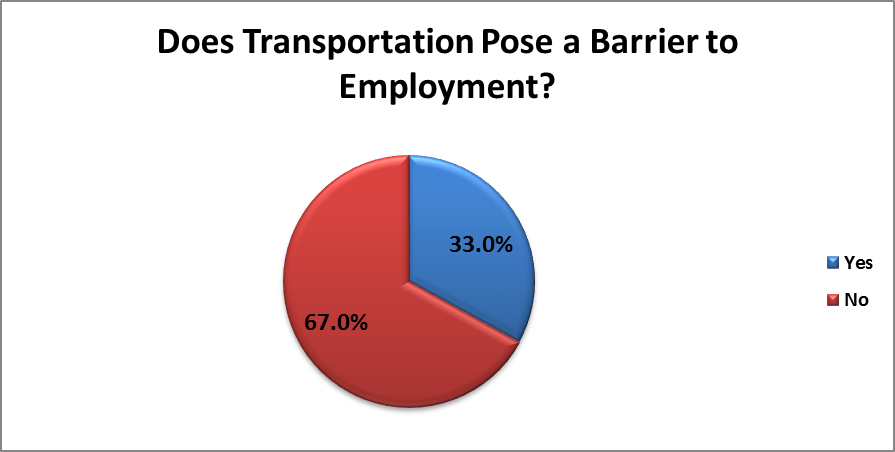 Does Transportation Pose a Barrier to
Employment?
33.0%
67.0%
Yes
No